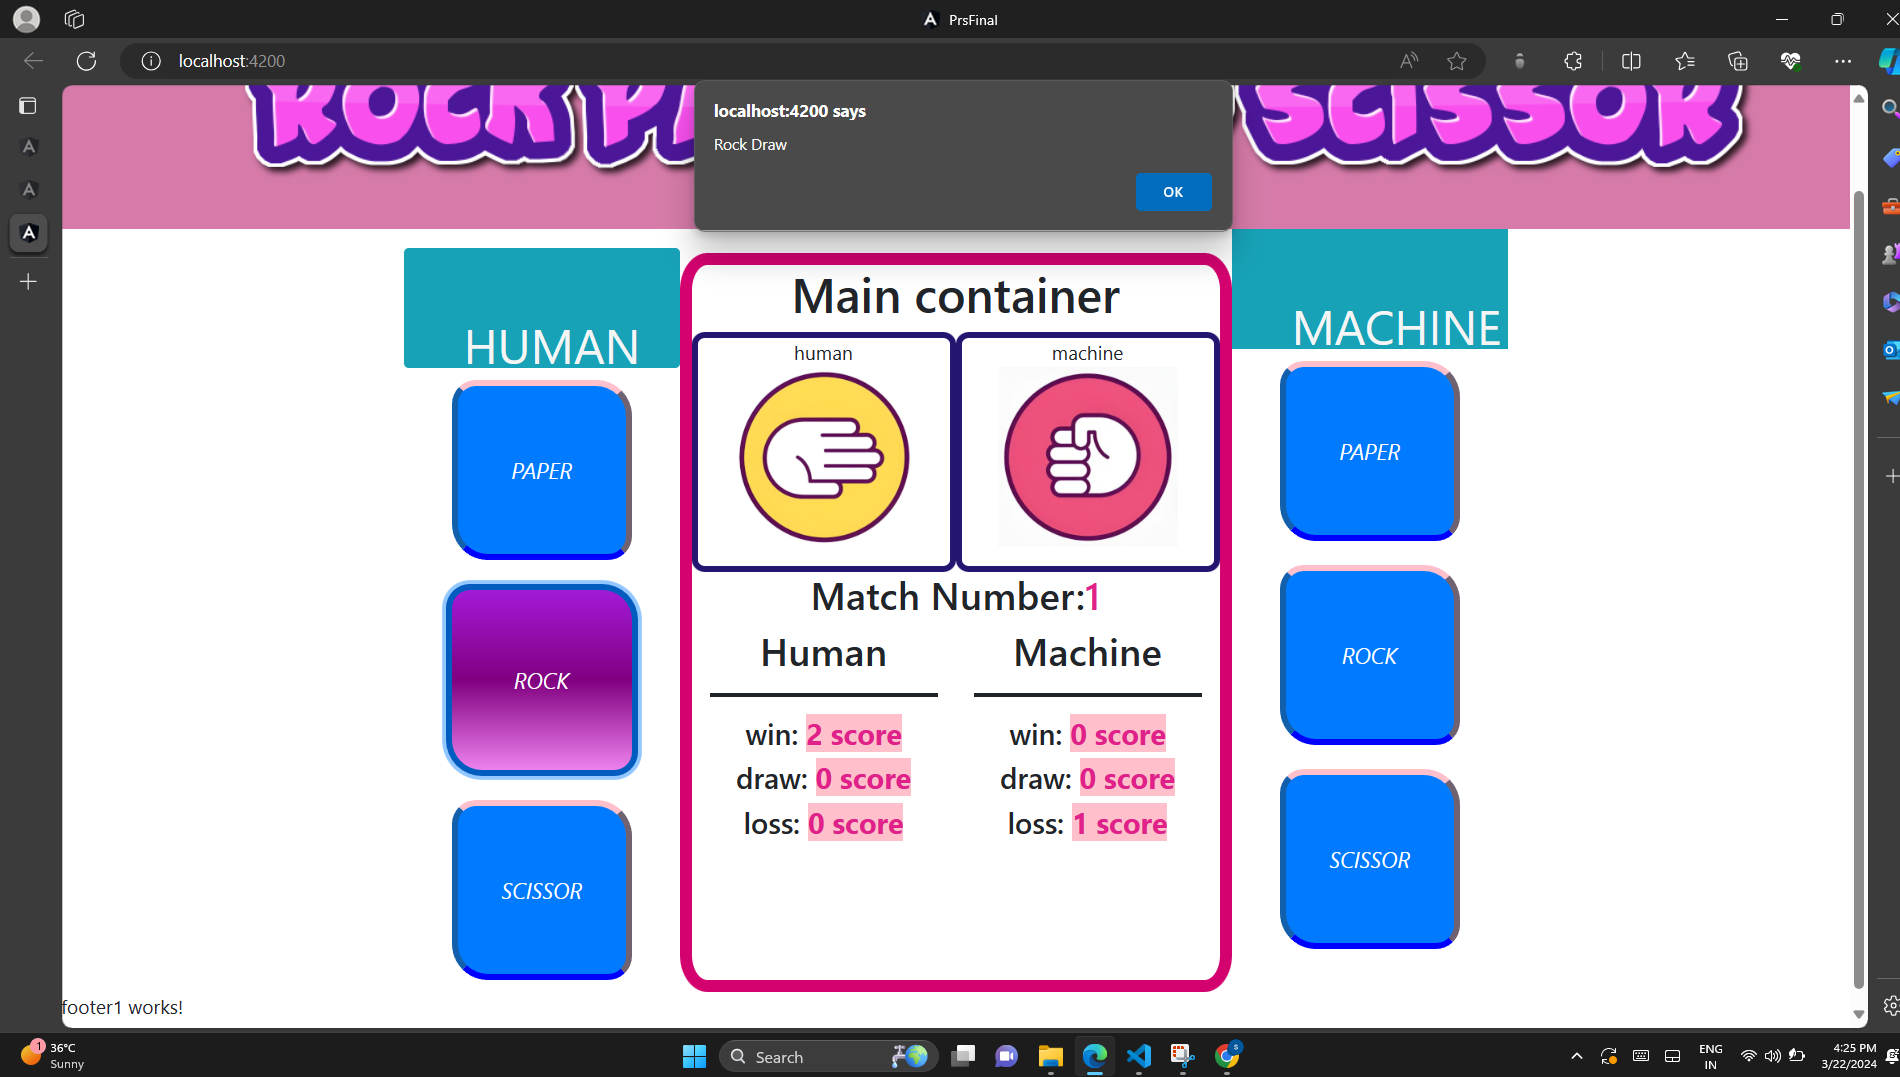 PrsFinal
localhost:4200
ROCK PA
SCISSOR
localhost:4200 says
Rock Draw
OK
HUMAN
PAPER
ROCK
SCISSOR
Main container
human
machine
Match Number:1
Human
Machine
win: 2 score
draw: 0 score
loss: 0 score
win: 0 score
draw: 0 score
loss: 1 score
MACHINE
PAPER
ROCK
SCISSOR
footer1 works!
1
36°C
Sunny
Search
S
ENG
IN
4:25 PM
3/22/2024